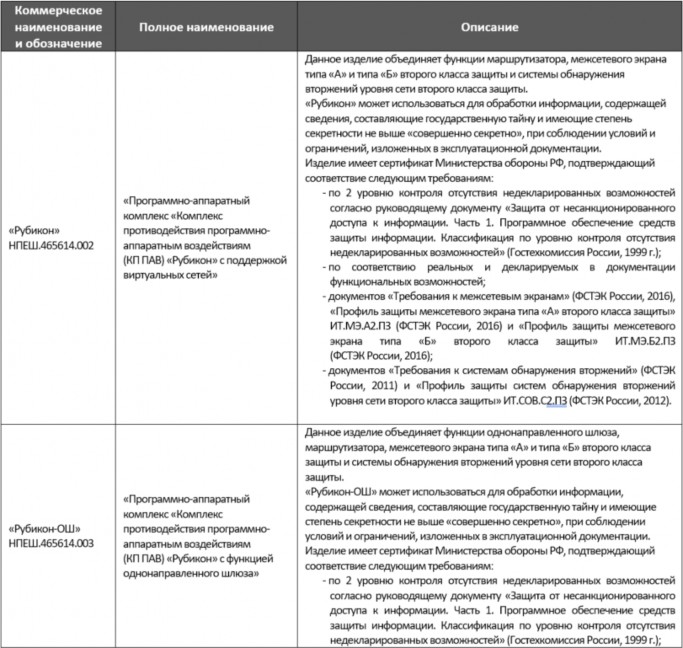 Коммерческое
наименование
и обозначение
Полное наименование
Описание
«Рубикон»
НПЕШ.465614.002
«Программно-аппаратный
комплекс «Комплекс
противодействия программно-
аппаратным воздействиям
(КП ПАВ) «Рубикон» с поддержкой
виртуальных сетей»
Данное изделие объединяет функции маршрутизатора, межсетевого экрана
типа «А» и типа «Б» второго класса защиты и системы обнаружения
вторжений уровня сети второго класса защиты.
«Рубикон» может использоваться для обработки информации, содержащей
сведения, составляющие государственную тайну и имеющие степень
секретности не выше «совершенно секретно», при соблюдении условий и
ограничений, изложенных в эксплуатационной документации.
Изделие имеет сертификат Министерства обороны РФ, подтверждающий
соответствие следующим требованиям:
- по 2 уровню контроля отсутствия недекларированных возможностей
согласно руководящему документу «Защита от несанкционированного
доступа к информации. Часть 1. Программное обеспечение средств
защиты информации. Классификация по уровню контроля отсутствия
недекларированных возможностей» (Гостехкомиссия России, 1999 г.);
- по соответствию реальных и декларируемых в документации
функциональных возможностей;
- документов «Требования к межсетевым экранам» (ФСТЭК России, 2016),
«Профиль защиты межсетевого экрана типа «А» второго класса защиты»
ИТ.МЭ.А2.ПЗ (ФСТЭК России, 2016) и «Профиль защиты межсетевого
экрана типа «Б» второго класса защиты» ИТ.МЭ.Б2.ПЗ
(ФСТЭК России, 2016);
- документов «Требования к системам обнаружения вторжений» (ФСТЭК
России, 2011) и «Профиль защиты систем обнаружения вторжений
уровня сети второго класса защиты» ИТ.СОВ.С2.ПЗ (ФСТЭК России, 2012).
«Рубикон-ОШ»
НПЕШ.465614.003
«Программно-аппаратный
комплекс «Комплекс
противодействия программно-
аппаратным воздействиям
(КП ПАВ) «Рубикон» с функцией
однонаправленного шлюза»
Данное изделие объединяет функции однонаправленного шлюза,
маршрутизатора, межсетевого экрана типа «А» и типа «Б» второго класса
защиты и системы обнаружения вторжений уровня сети второго класса
защиты.
«Рубикон-ОШ» может использоваться для обработки информации,
содержащей сведения, составляющие государственную тайну и имеющие
степень секретности не выше «совершенно секретно», при соблюдении
условий и ограничений, изложенных в эксплуатационной документации.
Изделие имеет сертификат Министерства обороны РФ, подтверждающий
соответствие следующим требованиям:
- по 2 уровню контроля отсутствия недекларированных возможностей
согласно руководящему документу «Защита от несанкционированного
доступа к информации. Часть 1. Программное обеспечение средств
защиты информации. Классификация по уровню контроля отсутствия
недекларированных возможностей» (Гостехкомиссия России, 1999 г.);